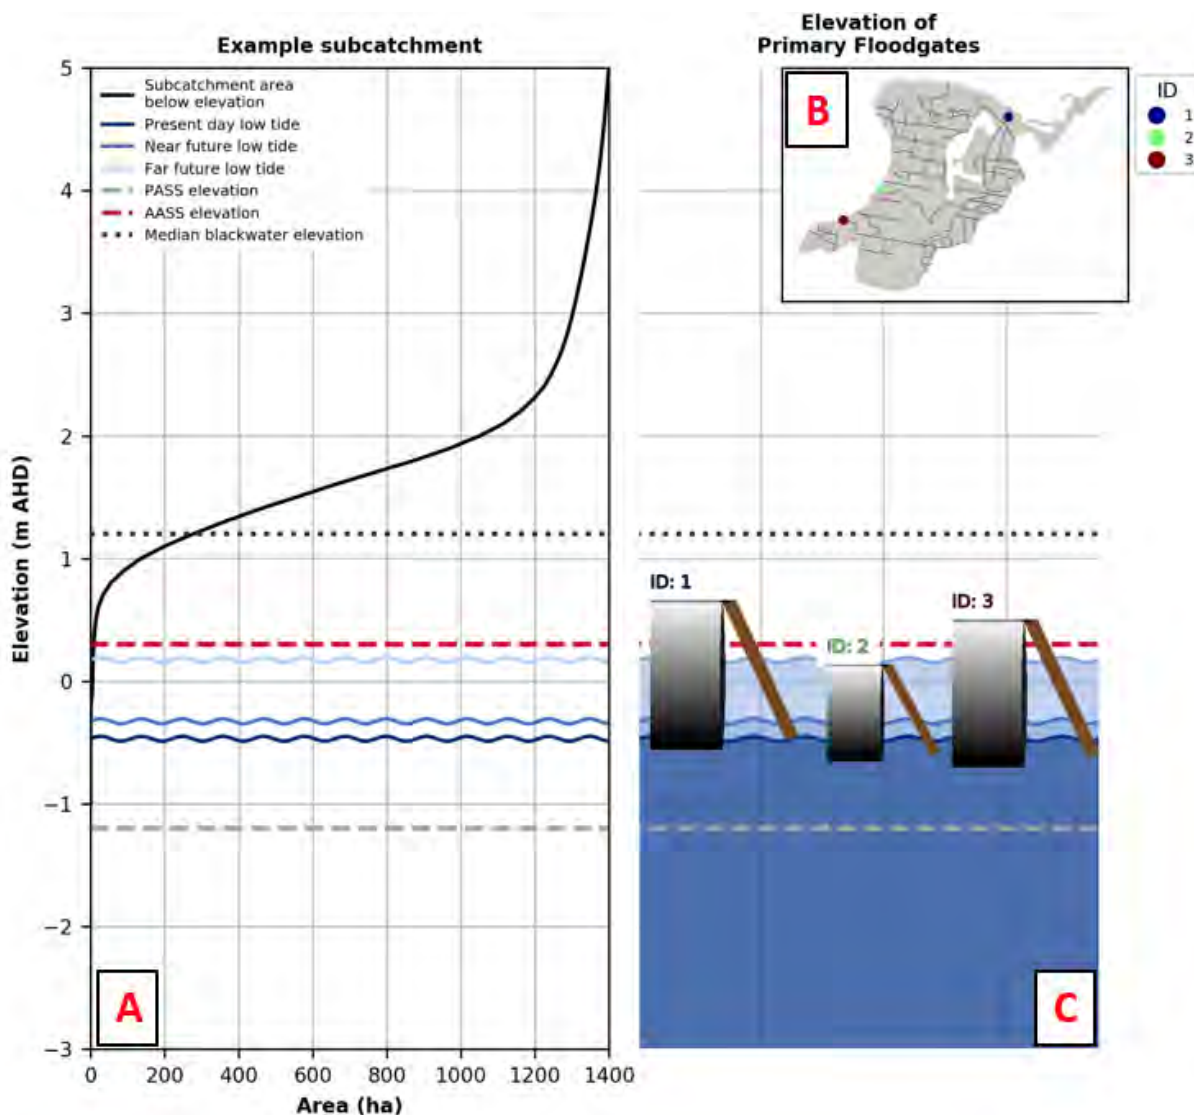 Example subcatchment
Elevation of
Primary Floodgates
Subcatchment area
below elevation
Present day low tide
Near future low tide
Far future low tide
PASS elevation
AASS elevation
Median blackwater elevation
5
4
3
2
1
0
−1
−2
−3
Elevation (m AHD)
0
200
400
600
800
1000
1200
1400
Area (ha)
A
B
ID
1
2
3
ID: 1
ID: 2
ID: 3
C